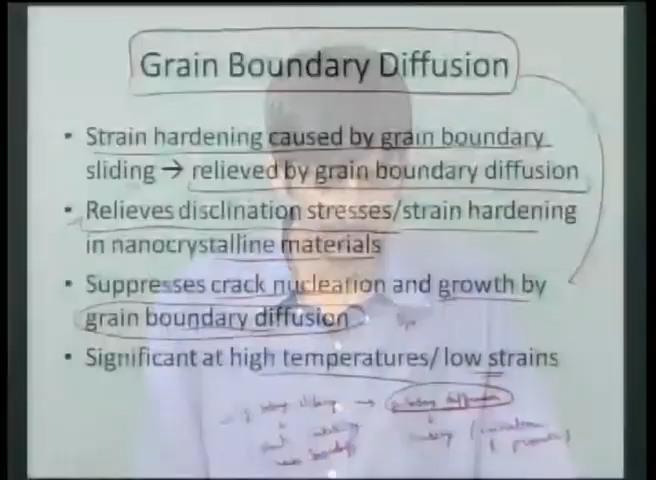 Grain Boundary Diffusion
• Strain hardening caused by grain boundary
sliding → relieved by grain boundary diffusion
• Relieves disclination stresses/strain hardening
in nanocrystalline materials
• Suppresses crack nucleation and growth by
grain boundary diffusion
• Significant at high temperatures/ low strains